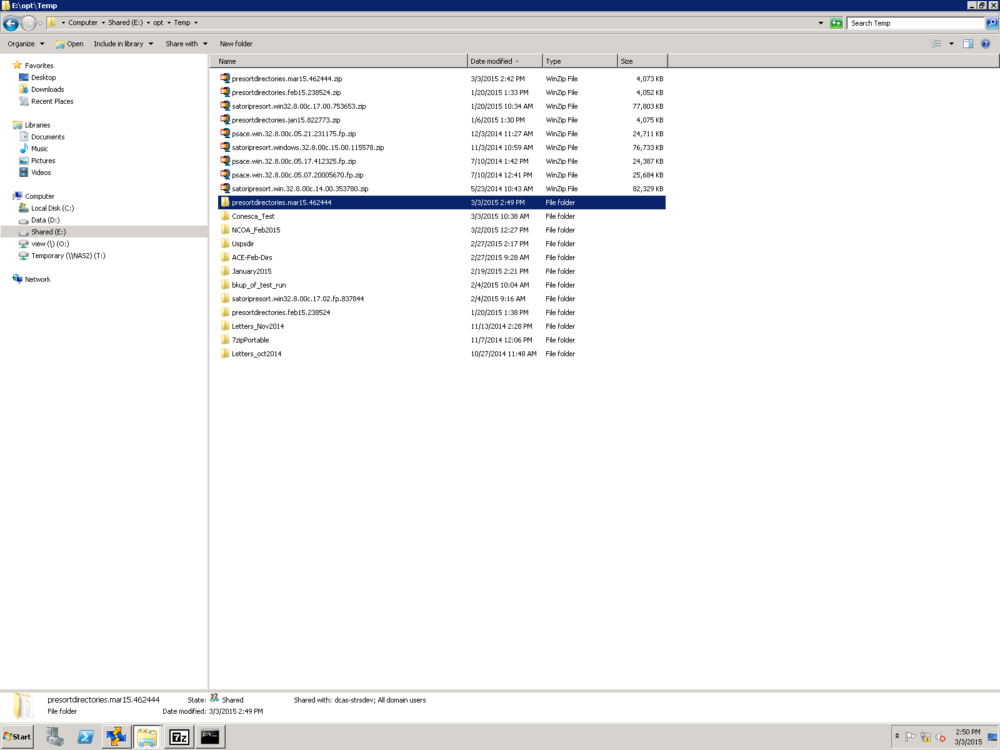 E:\opt\Temp
Computer Shared (E:) opt Temp
Search Temp
Organize Open Include in library Share with New folder
Favorites
Desktop
Downloads
Recent Places
Libraries
Documents
Music
Pictures
Videos
Computer
Local Disk (C:)
Data (D:)
Shared (E:)
view (\) (O:)
Temporary (\\NAS2) (T:)
Network
Name Date modified Type Size
presortdirectories.mar15.462444.zip 3/3/2015 2:42 PM WinZip File 4,073 KB
presortdirectories.feb15.238524.zip 1/20/2015 1:33 PM WinZip File 4,052 KB
satoripresort.win32.8.00c.17.00.753653.zip 1/20/2015 10:34 AM WinZip File 77,803 KB
presortdirectories.jan15.822773.zip 1/6/2015 1:30 PM WinZip File 4,075 KB
psace.win.32.8.00c.05.21.231175.fp.zip 12/3/2014 11:27 AM WinZip File 24,711 KB
satoripresort.windows.32.8.00c.15.00.115578.zip 11/3/2014 10:59 AM WinZip File 76,733 KB
psace.win.32.8.00c.05.17.412325.fp.zip 7/10/2014 1:42 PM WinZip File 24,387 KB
psace.win.32.8.00c.05.07.20005670.fp.zip 7/10/2014 12:41 PM WinZip File 25,684 KB
satoripresort.win.32.8.00c.14.00.353780.zip 5/23/2014 10:43 AM WinZip File 82,329 KB
presortdirectories.mar15.462444 3/3/2015 2:49 PM File folder
Conesca_Test 3/3/2015 10:38 AM File folder
NCOA_Feb2015 3/2/2015 12:27 PM File folder
Uspsdir 2/27/2015 2:17 PM File folder
ACE-Feb-Dirs 2/27/2015 9:28 AM File folder
January2015 2/19/2015 2:21 PM File folder
bkup_of_test_run 2/4/2015 10:04 AM File folder
satoripresort.win32.8.00c.17.02.fp.837844 2/4/2015 9:16 AM File folder
presortdirectories.feb15.238524 1/20/2015 1:38 PM File folder
Letters_Nov2014 11/13/2014 2:28 PM File folder
7zipPortable 11/7/2014 12:06 PM File folder
Letters_oct2014 10/27/2014 11:48 AM File folder
presortdirectories.mar15.462444 State: Shared Shared with: dcas-strsdev; All domain users
File folder Date modified: 3/3/2015 2:49 PM
Start 7z C:\_ 2:50 PM
3/3/2015